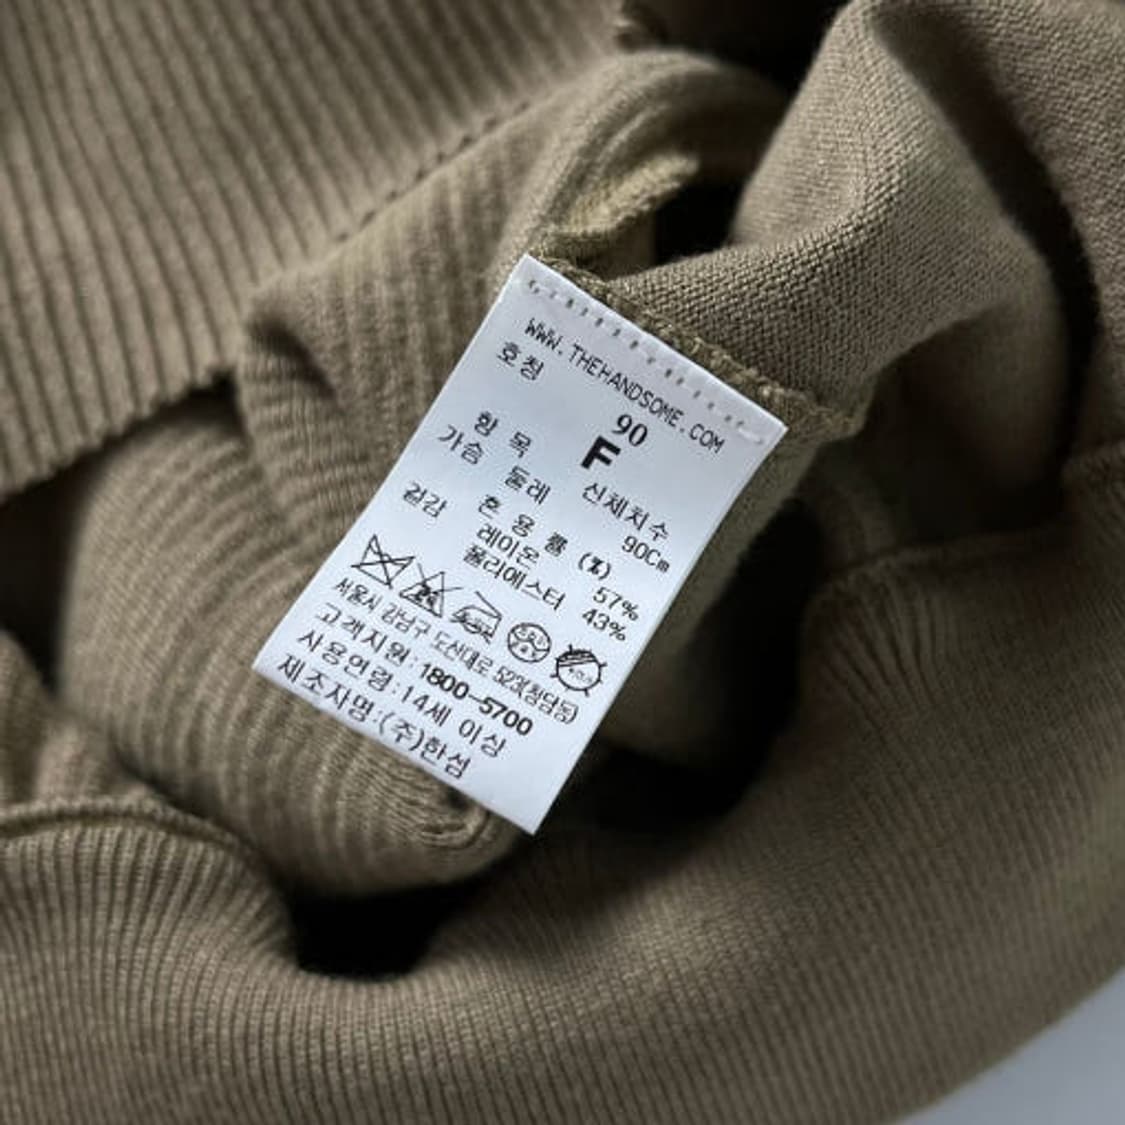 WWW.THEHANDSOME.COM
호칭 90
F
항 목 신체치수
가슴 둘레 90Cm
겉감 혼 용 률 (%)
레이온 57%
폴리에스터 43%
서울시 강남구 도산대로 523(청담동)
고객지원:1800-5700
사용연령:14세 이상
제조자명:(주)한섬